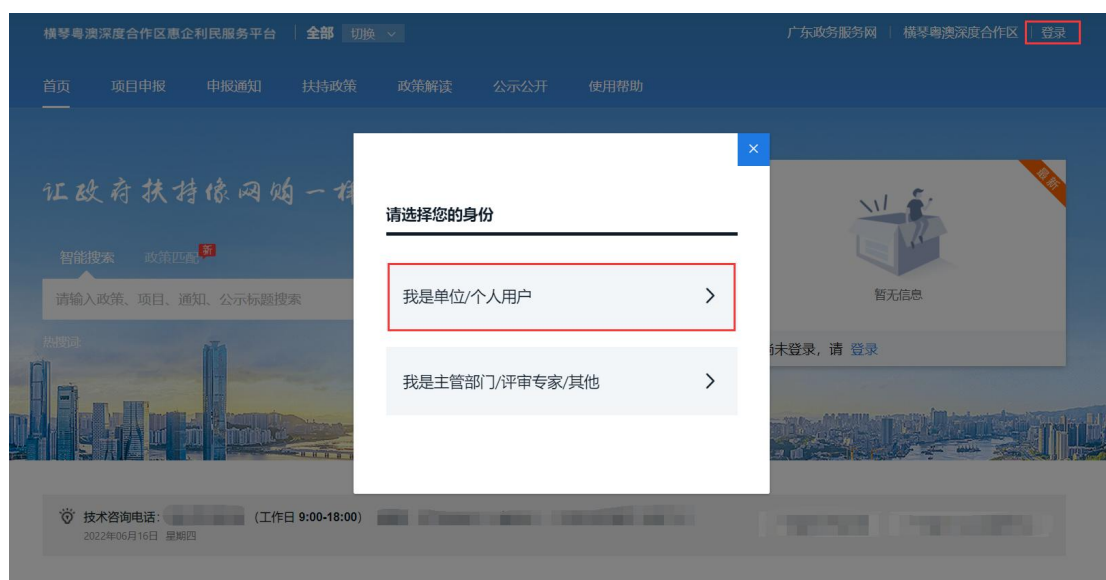 横琴粤澳深度合作区惠企利民服务平台 全部 切换 广东政务服务网 横琴粤澳深度合作区 登录
首页 项目申报 申报通知 扶持政策 政策解读 公示公开 使用帮助
让政府扶持像网购一样
最新
请选择您的身份
智能搜索 政策匹配 新
请输入政策、项目、通知、公示标题搜索
我是单位/个人用户
暂无信息
热搜词
尚未登录，请 登录
我是主管部门/评审专家/其他
技术咨询电话： （工作日 9:00-18:00）
2022年06月16日 星期四